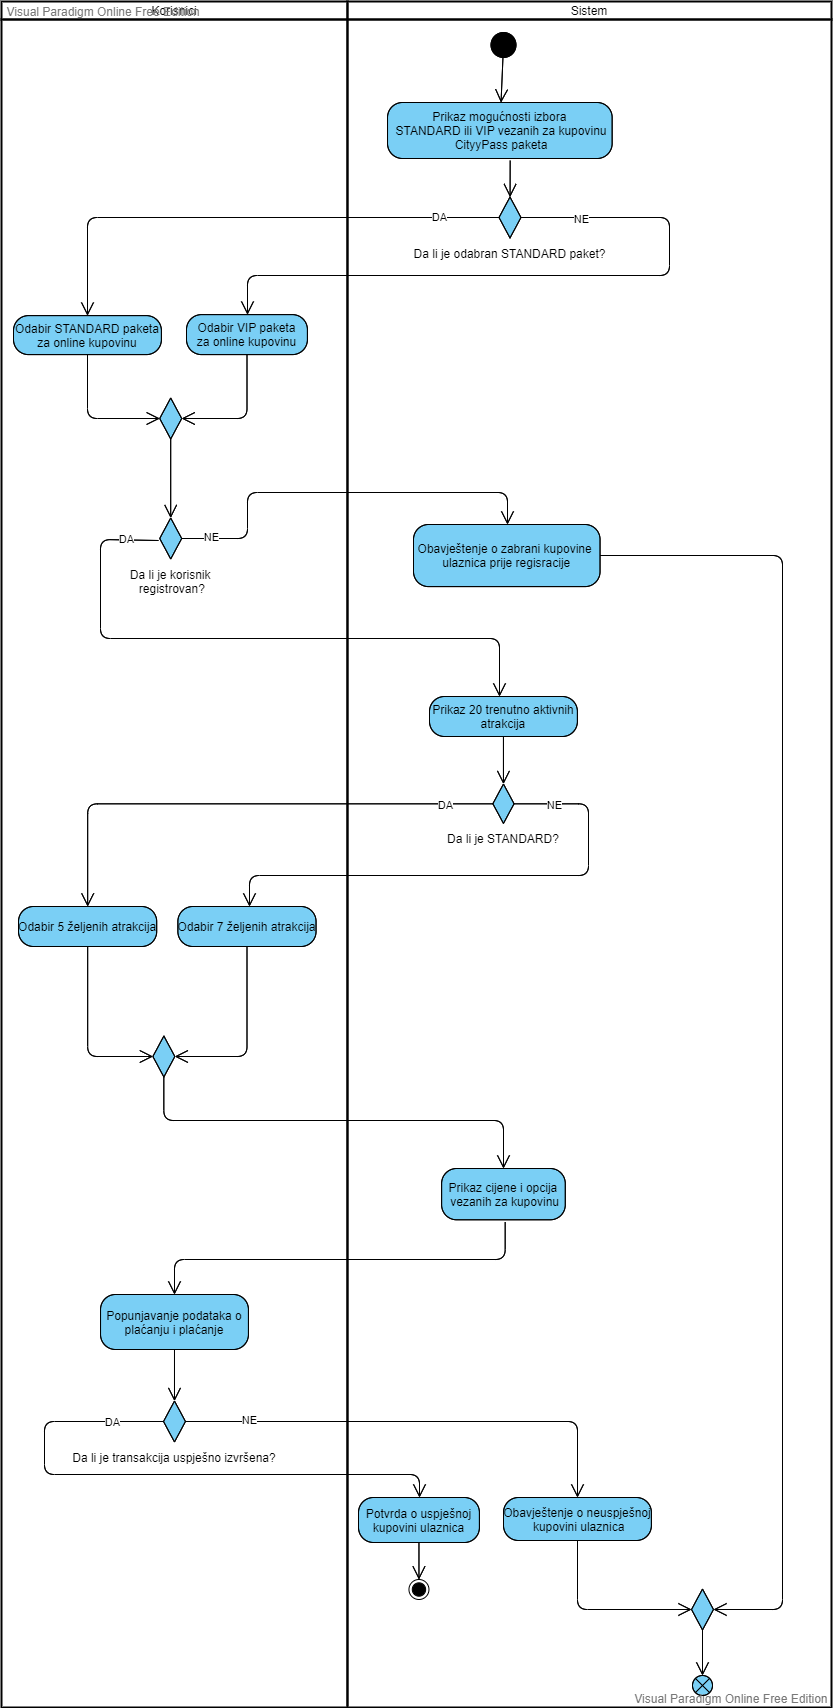 Visual Paradigm Online Free Edition
Korisnici
Sistem
Prikaz mogućnosti izbora
STANDARD ili VIP vezanih za kupovinu
CityyPass paketa
DA
NE
Da li je odabran STANDARD paket?
Odabir STANDARD paketa
za online kupovinu
Odabir VIP paketa
za online kupovinu
DA
NE
Da li je korisnik
registrovan?
Obavještenje o zabrani kupovine
ulaznica prije regisracije
Prikaz 20 trenutno aktivnih
atrakcija
DA
NE
Da li je STANDARD?
Odabir 5 željenih atrakcija
Odabir 7 željenih atrakcija
Prikaz cijene i opcija
vezanih za kupovinu
Popunjavanje podataka o
plaćanju i plaćanje
DA
NE
Da li je transakcija uspješno izvršena?
Potvrda o uspješnoj
kupovini ulaznica
Obavještenje o neuspješnoj
kupovini ulaznica
Visual Paradigm Online Free Edition